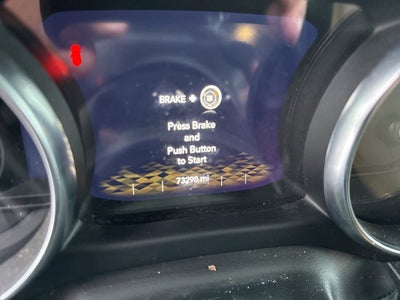 BRAKE +
Press Brake
and
Push Button
to Start
73298 mi